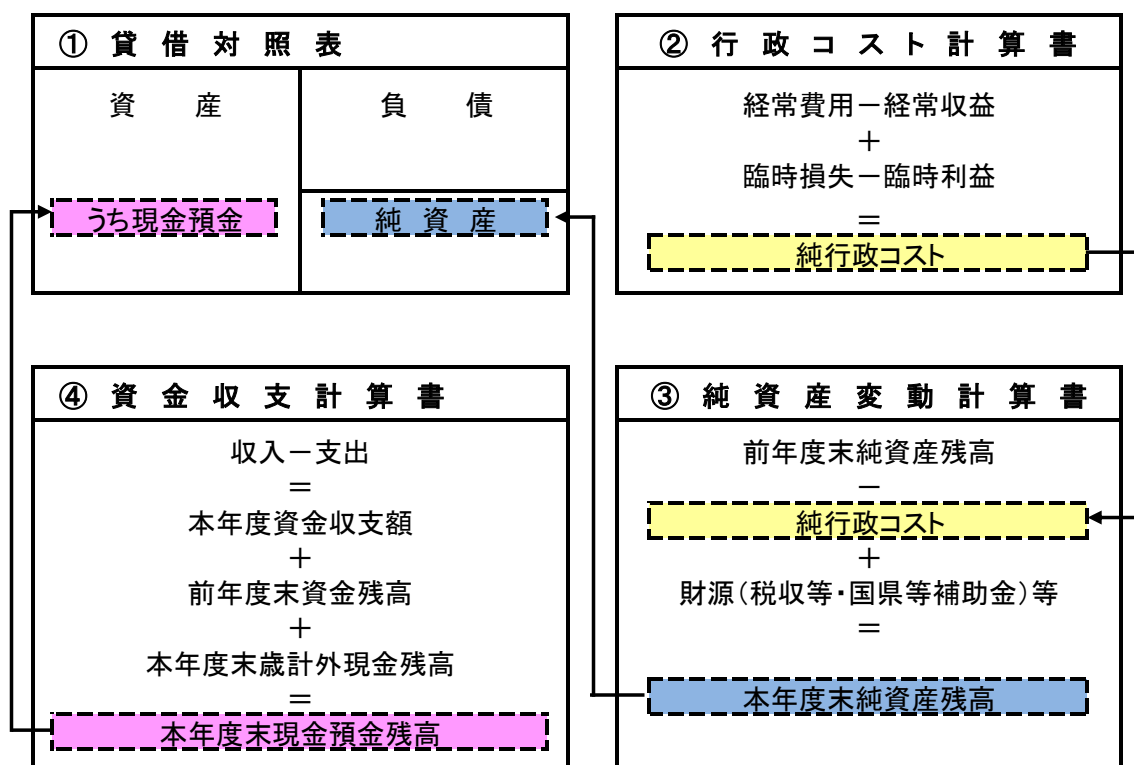 ① 貸 借 対 照 表
資 産
負 債
うち現金預金
純 資 産
② 行 政 コ ス ト 計 算 書
経常費用－経常収益
＋
臨時損失－臨時利益
＝
純行政コスト
④ 資 金 収 支 計 算 書
収入－支出
＝
本年度資金収支額
＋
前年度末資金残高
＋
本年度末歳計外現金残高
＝
本年度末現金預金残高
③ 純 資 産 変 動 計 算 書
前年度末純資産残高
－
純行政コスト
＋
財源（税収等・国県等補助金）等
＝
本年度末純資産残高